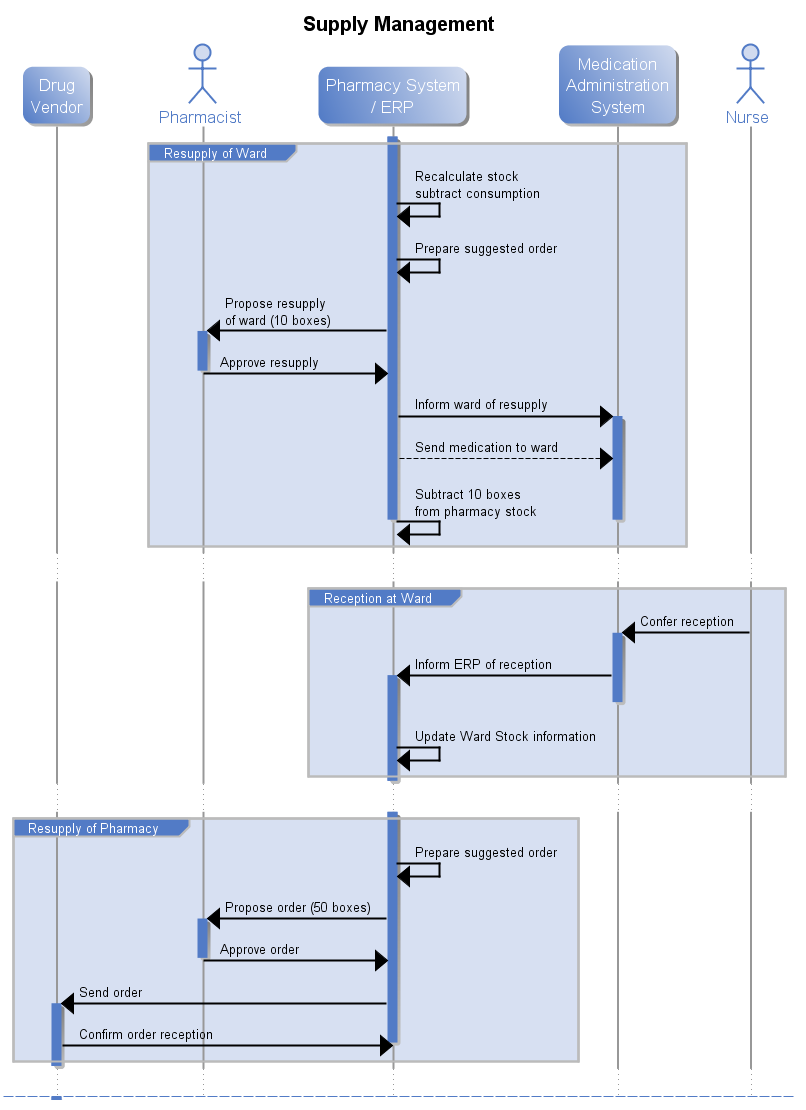 Supply Management
Drug
Vendor
Pharmacist
Pharmacy System
/ ERP
Medication
Administration
System
Nurse
Resupply of Ward
Recalculate stock
subtract consumption
Prepare suggested order
Propose resupply
of ward (10 boxes)
Approve resupply
Inform ward of resupply
Send medication to ward
Subtract 10 boxes
from pharmacy stock
Reception at Ward
Confer reception
Inform ERP of reception
Update Ward Stock information
Resupply of Pharmacy
Prepare suggested order
Propose order (50 boxes)
Approve order
Send order
Confirm order reception